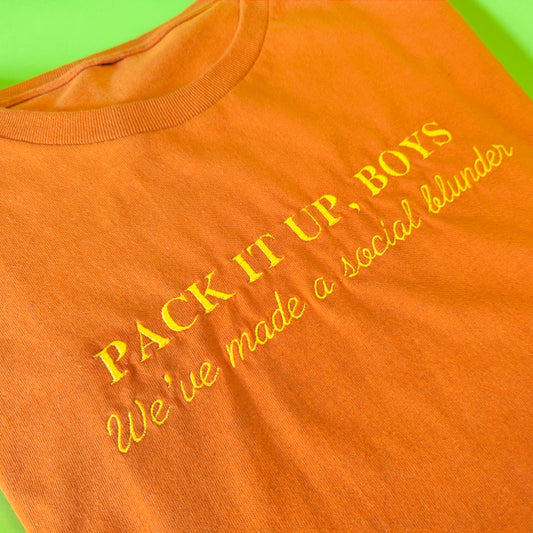 PACK IT UP, BOYS
We've made a social blunder